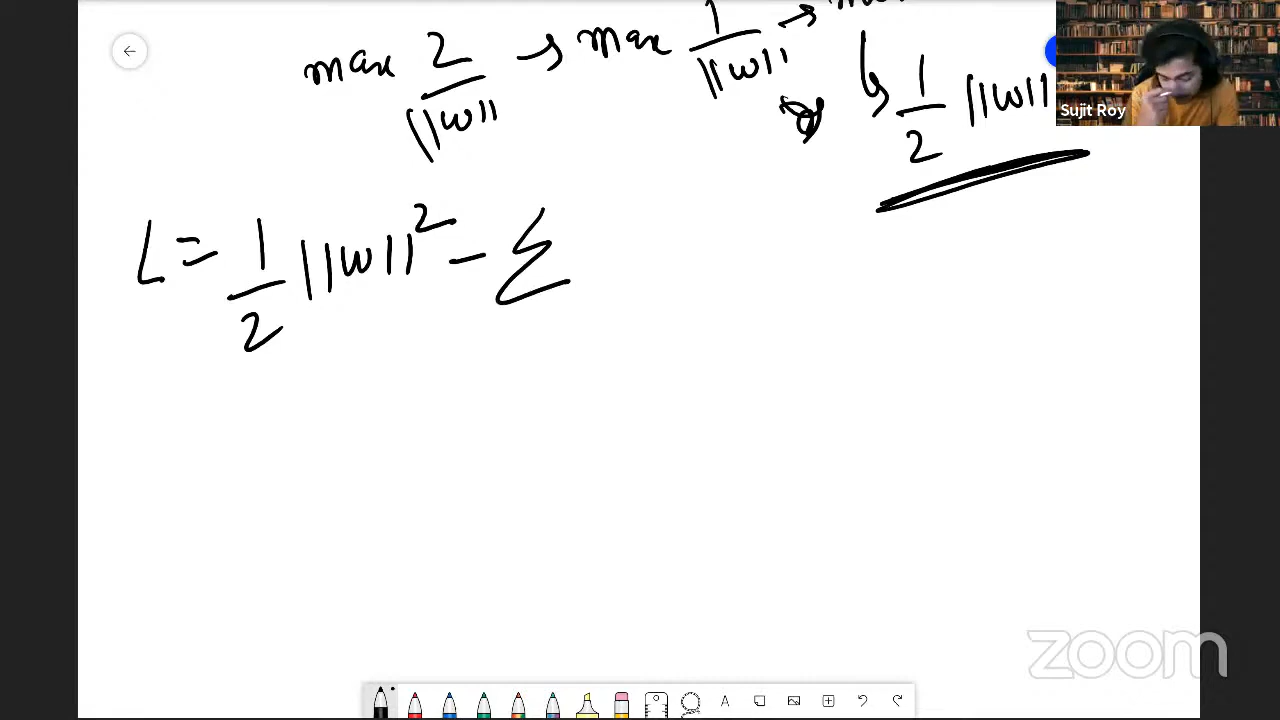 max 2/||w|| → max 1/||w|| →
↳ 1/2 ||w||
Sujit Roy
L = 1/2 ||w||² - Σ
A
zoom